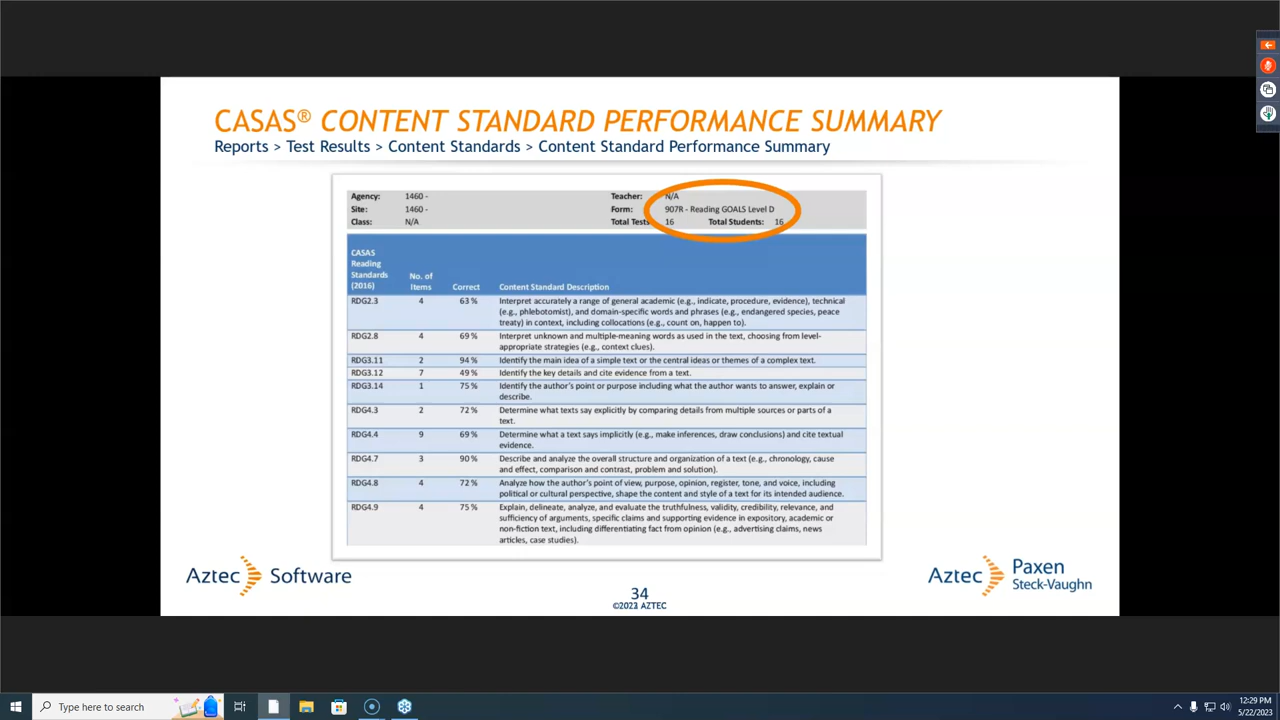 CASAS® CONTENT STANDARD PERFORMANCE SUMMARY
Reports > Test Results > Content Standards > Content Standard Performance Summary
Agency: 1460 - Teacher: N/A
Site: 1460 - Form: 907R - Reading GOALS Level D
Class: N/A Total Tests 16 Total Students: 16
CASAS
Reading
Standards
(2016) No. of
Items Correct Content Standard Description
RDG2.3 4 63% Interpret accurately a range of general academic (e.g., indicate, procedure, evidence), technical
(e.g., phlebotomist), and domain-specific words and phrases (e.g., endangered species, peace
treaty) in context, including collocations (e.g., count on, happen to).
RDG2.8 4 69% Interpret unknown and multiple-meaning words as used in the text, choosing from level-
appropriate strategies (e.g., context clues).
RDG3.11 2 94% Identify the main idea of a simple text or the central ideas or themes of a complex text.
RDG3.12 7 49% Identify the key details and cite evidence from a text.
RDG3.14 1 75% Identify the author's point or purpose including what the author wants to answer, explain or
describe.
RDG4.3 2 72% Determine what texts say explicitly by comparing details from multiple sources or parts of a
text.
RDG4.4 9 69% Determine what a text says implicitly (e.g., make inferences, draw conclusions) and cite textual
evidence.
RDG4.7 3 90% Describe and analyze the overall structure and organization of a text (e.g., chronology, cause
and effect, comparison and contrast, problem and solution).
RDG4.8 4 72% Analyze how the author's point of view, purpose, opinion, register, tone, and voice, including
political or cultural perspective, shape the content and style of a text for its intended audience.
RDG4.9 4 75% Explain, delineate, analyze, and evaluate the truthfulness, validity, credibility, relevance, and
sufficiency of arguments, specific claims and supporting evidence in expository, academic or
non-fiction text, including differentiating fact from opinion (e.g., advertising claims, news
articles, case studies).
Aztec Software
34
©2023 AZTEC
Aztec Paxen
Steck-Vaughn
Type here to search
12:29 PM
5/22/2023